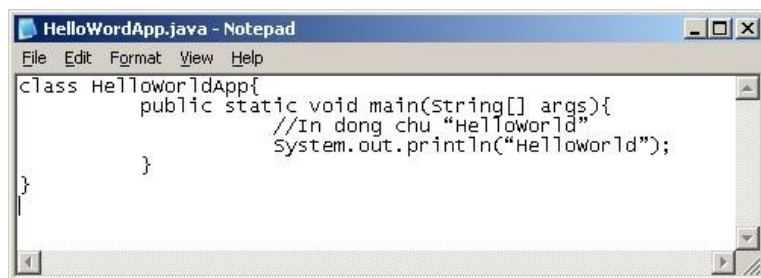 HelloWordApp.java - Notepad
File Edit Format View Help
class HelloWorldApp{
public static void main(String[] args){
//In dong chu “HelloWorld”
System.out.println(“HelloWorld”);
}
}